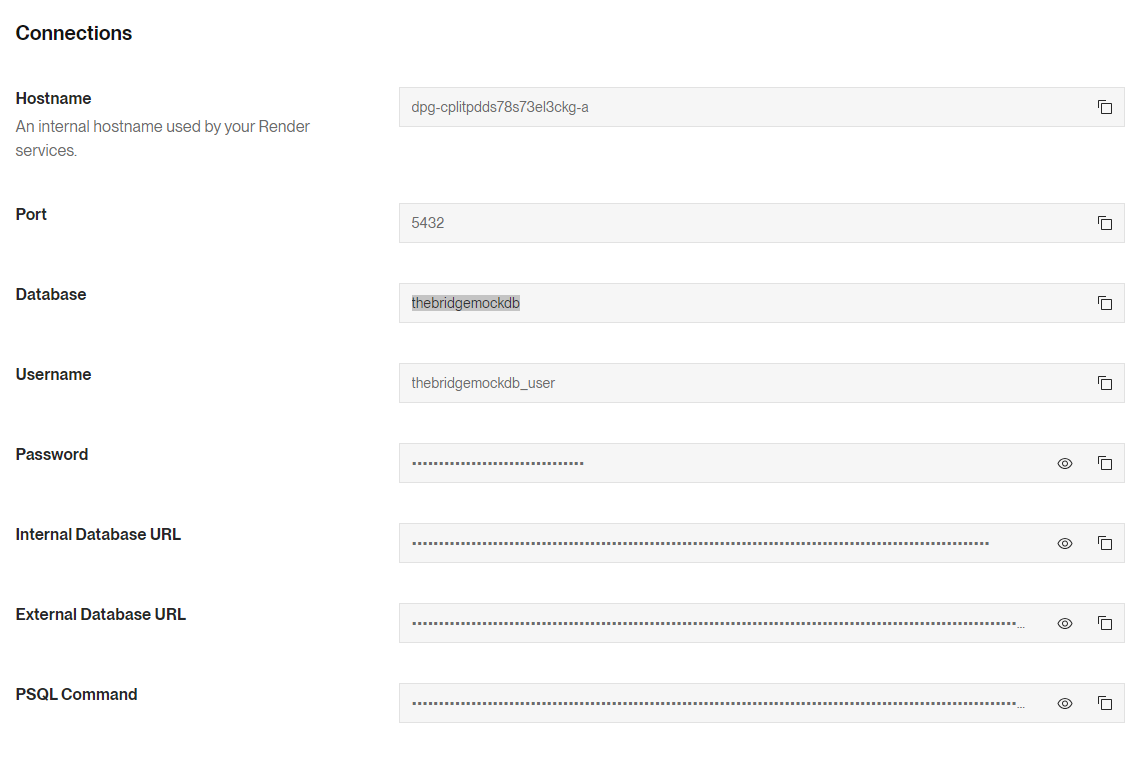 Connections
Hostname
An internal hostname used by your Render
services.
dpg-cplitpdds78s73el3ckg-a
Port
5432
Database
thebridgemockdb
Username
thebridgemockdb_user
Password
Internal Database URL
External Database URL
PSQL Command